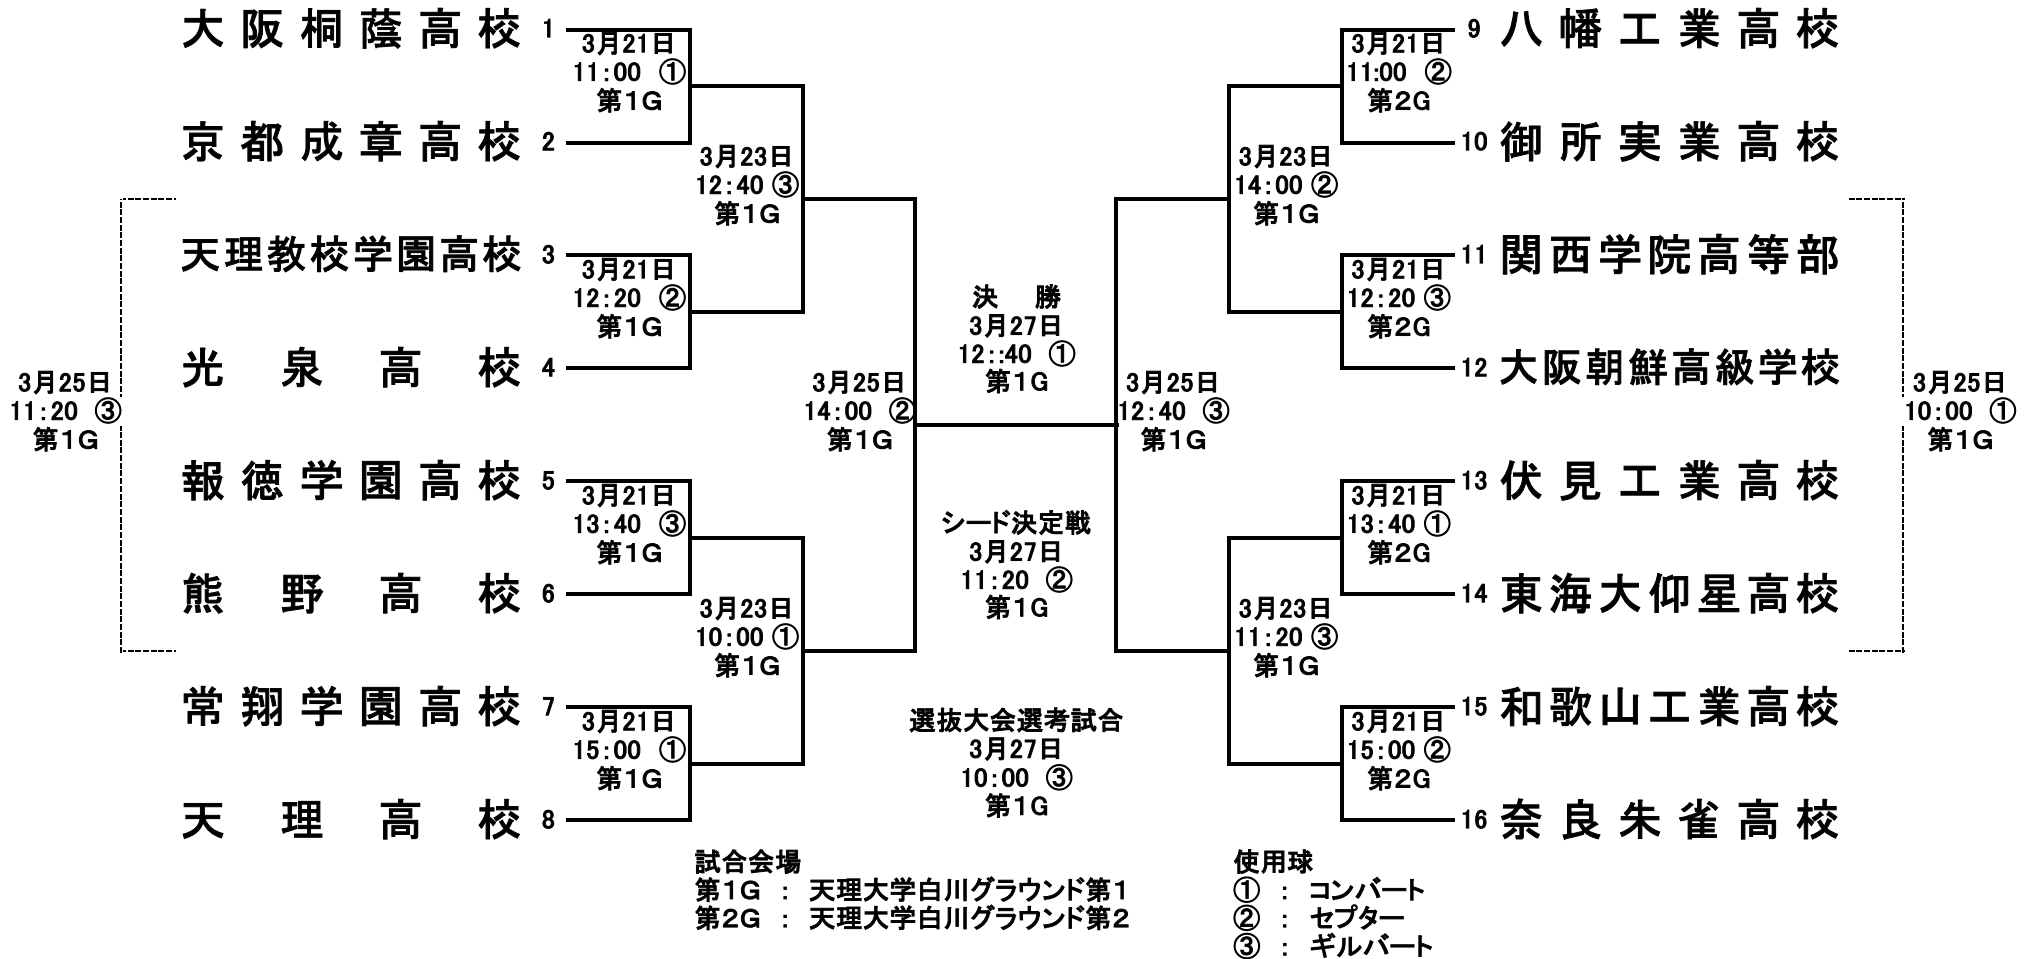 大阪桐蔭高校 1
3月21日
11:00 ①
第1G
京都成章高校 2
3月23日
12:40 ③
第1G
天理教校学園高校 3
3月21日
12:20 ②
第1G
光泉高校 4
3月25日
11:20 ③
第1G
3月25日
14:00 ②
第1G
報徳学園高校 5
3月21日
13:40 ③
第1G
熊野高校 6
3月23日
10:00 ①
第1G
常翔学園高校 7
3月21日
15:00 ①
第1G
天理高校 8
決勝
3月27日
12::40 ①
第1G
シード決定戦
3月27日
11:20 ②
第1G
選抜大会選考試合
3月27日
10:00 ③
第1G
9 八幡工業高校
3月21日
11:00 ②
第2G
10 御所実業高校
3月23日
14:00 ②
第1G
11 関西学院高等部
3月21日
12:20 ③
第2G
12 大阪朝鮮高級学校
3月25日
12:40 ③
第1G
3月25日
10:00 ①
第1G
13 伏見工業高校
3月21日
13:40 ①
第2G
14 東海大仰星高校
3月23日
11:20 ③
第1G
15 和歌山工業高校
3月21日
15:00 ②
第2G
16 奈良朱雀高校
試合会場
第1G : 天理大学白川グラウンド第1
第2G : 天理大学白川グラウンド第2
使用球
① : コンバート
② : セプター
③ : ギルバート